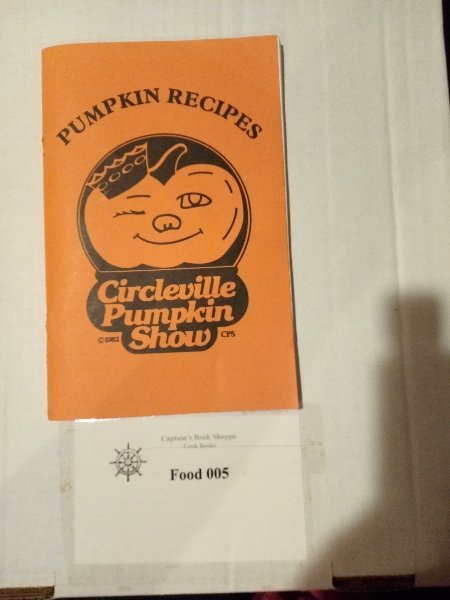 PUMPKIN RECIPES
Circleville
Pumpkin
Show
© 1982 CPS
Captain's Book Shoppe
Cook Books
Food 005